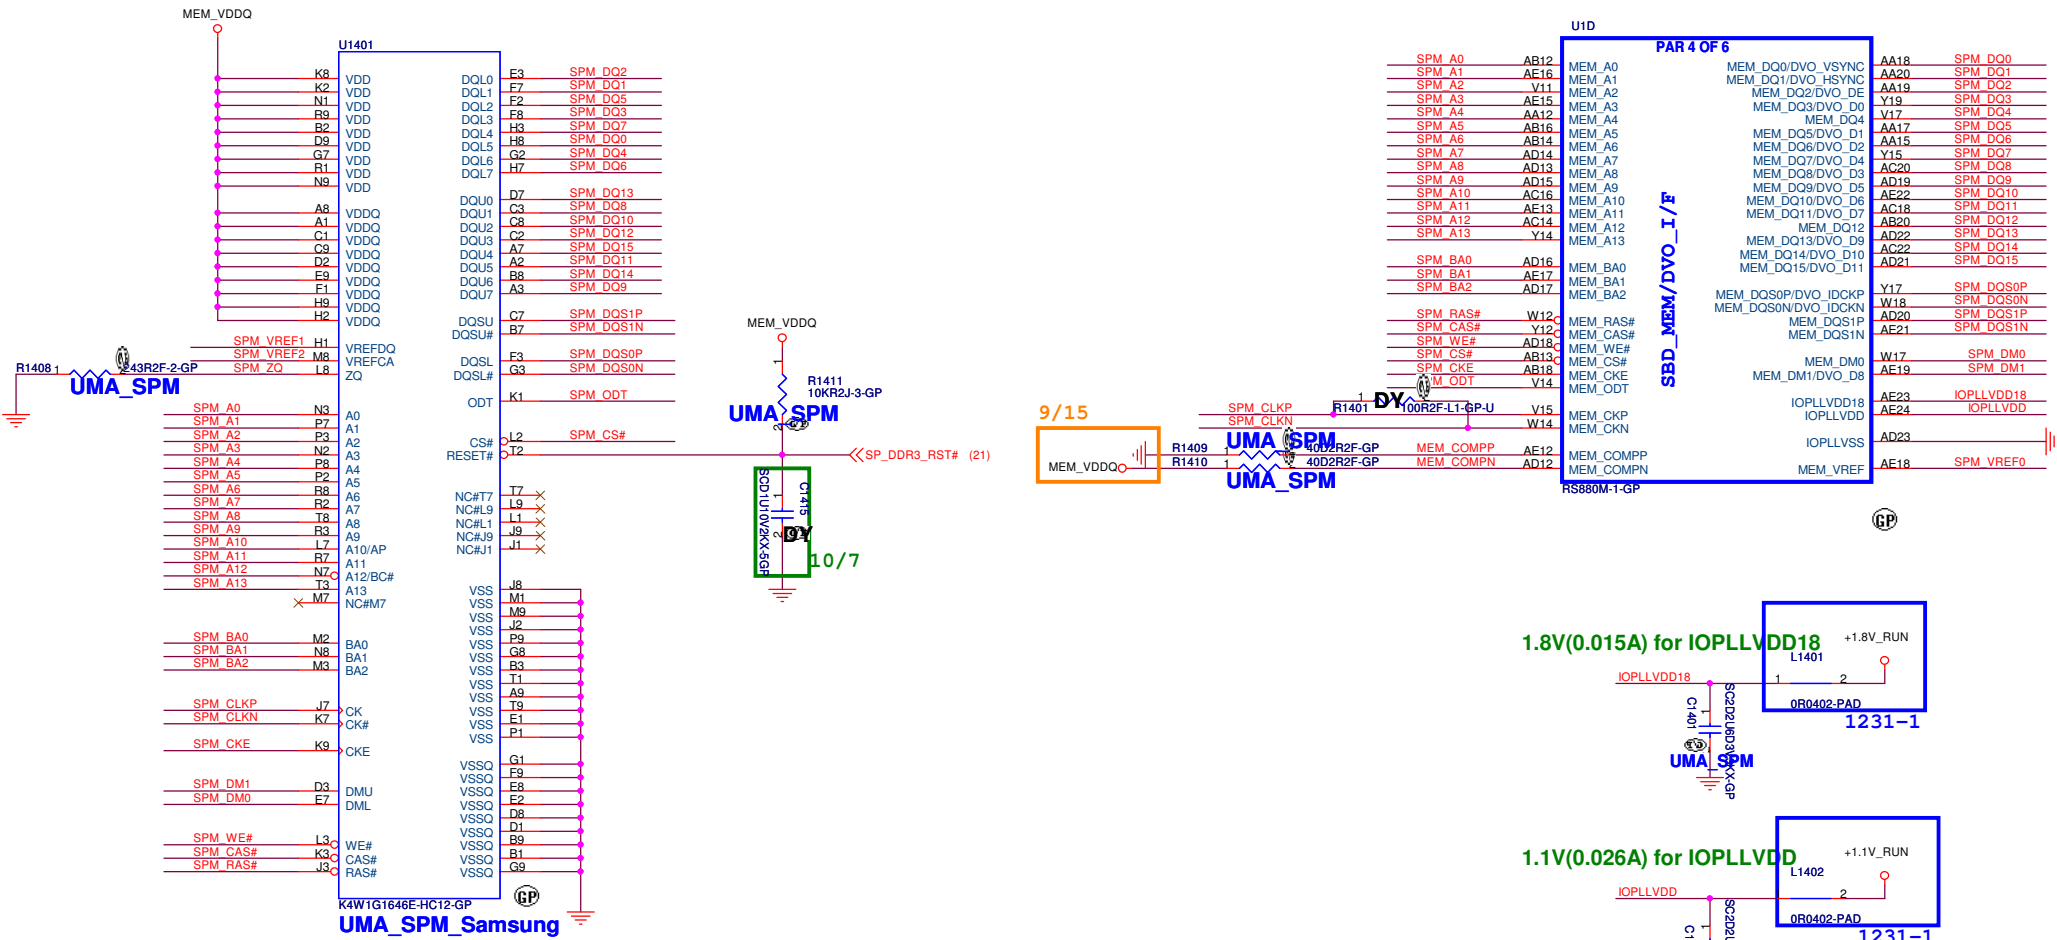 MEM_VDDQ
U1401
K8 VDD DQL0 E3 SPM_DQ2
K2 VDD DQL1 F7 SPM_DQ1
N1 VDD DQL2 F2 SPM_DQ5
R9 VDD DQL3 F8 SPM_DQ3
B2 VDD DQL4 H3 SPM_DQ7
D9 VDD DQL5 H8 SPM_DQ0
G7 VDD DQL6 G2 SPM_DQ4
R1 VDD DQL7 H7 SPM_DQ6
N9 VDD
DQU0 D7 SPM_DQ13
A8 VDDQ DQU1 C3 SPM_DQ8
A1 VDDQ DQU2 C8 SPM_DQ10
C1 VDDQ DQU3 C2 SPM_DQ12
C9 VDDQ DQU4 A7 SPM_DQ15
D2 VDDQ DQU5 A2 SPM_DQ11
E9 VDDQ DQU6 B8 SPM_DQ14
F1 VDDQ DQU7 A3 SPM_DQ9
H9 VDDQ
H2 VDDQ DQSU C7 SPM_DQS1P
DQSU# B7 SPM_DQS1N
SPM_VREF1 H1 VREFDQ
SPM_VREF2 M8 VREFCA DQSL F3 SPM_DQS0P
R1408 1 243R2F-2-GP SPM_ZQ L8 ZQ DQSL# G3 SPM_DQS0N
UMA_SPM
ODT K1 SPM_ODT
SPM_A0 N3 A0
SPM_A1 P7 A1
SPM_A2 P3 A2 CS# L2 SPM_CS#
SPM_A3 N2 A3 RESET# T2 SP_DDR3_RST# (21)
SPM_A4 P8 A4
SPM_A5 P2 A5
SPM_A6 R8 A6 NC#T7 T7
SPM_A7 R2 A7 NC#L9 L9
SPM_A8 T8 A8 NC#L1 L1
SPM_A9 R3 A9 NC#J9 J9
SPM_A10 L7 A10/AP NC#J1 J1
SPM_A11 R7 A11
SPM_A12 N7 A12/BC#
SPM_A13 T3 A13 VSS J8
M7 NC#M7 VSS M1
VSS M9
VSS J2
SPM_BA0 M2 BA0 VSS P9
SPM_BA1 N8 BA1 VSS G8
SPM_BA2 M3 BA2 VSS B3
VSS T1
VSS A9
SPM_CLKP J7 CK VSS T9
SPM_CLKN K7 CK# VSS E1
VSS P1
SPM_CKE K9 CKE
VSSQ G1
VSSQ F9
SPM_DM1 D3 DMU VSSQ E8
SPM_DM0 E7 DML VSSQ E2
VSSQ D8
VSSQ D1
SPM_WE# L3 WE# VSSQ B9
SPM_CAS# K3 CAS# VSSQ B1
SPM_RAS# J3 RAS# VSSQ G9
K4W1G1646E-HC12-GP
GP
UMA_SPM_Samsung
MEM_VDDQ
1
R1411
10KR2J-3-GP
UMA_SPM
2
SCD1U10V2KX-5GP
C1415
1
2
DY
10/7
U1D
PAR 4 OF 6
SBD_MEM/DVO_I/F
SPM_A0 AB12 MEM_A0 MEM_DQ0/DVO_VSYNC AA18 SPM_DQ0
SPM_A1 AE16 MEM_A1 MEM_DQ1/DVO_HSYNC AA20 SPM_DQ1
SPM_A2 V11 MEM_A2 MEM_DQ2/DVO_DE AA19 SPM_DQ2
SPM_A3 AE15 MEM_A3 MEM_DQ3/DVO_D0 Y19 SPM_DQ3
SPM_A4 AA12 MEM_A4 MEM_DQ4 V17 SPM_DQ4
SPM_A5 AB16 MEM_A5 MEM_DQ5/DVO_D1 AA17 SPM_DQ5
SPM_A6 AB14 MEM_A6 MEM_DQ6/DVO_D2 AA15 SPM_DQ6
SPM_A7 AD14 MEM_A7 MEM_DQ7/DVO_D4 Y15 SPM_DQ7
SPM_A8 AD13 MEM_A8 MEM_DQ8/DVO_D3 AC20 SPM_DQ8
SPM_A9 AD15 MEM_A9 MEM_DQ9/DVO_D5 AD19 SPM_DQ9
SPM_A10 AC16 MEM_A10 MEM_DQ10/DVO_D6 AE22 SPM_DQ10
SPM_A11 AE13 MEM_A11 MEM_DQ11/DVO_D7 AC18 SPM_DQ11
SPM_A12 AC14 MEM_A12 MEM_DQ12 AB20 SPM_DQ12
SPM_A13 Y14 MEM_A13 MEM_DQ13/DVO_D9 AD22 SPM_DQ13
MEM_DQ14/DVO_D10 AC22 SPM_DQ14
SPM_BA0 AD16 MEM_BA0 MEM_DQ15/DVO_D11 AD21 SPM_DQ15
SPM_BA1 AE17 MEM_BA1
SPM_BA2 AD17 MEM_BA2 MEM_DQS0P/DVO_IDCKP Y17 SPM_DQS0P
MEM_DQS0N/DVO_IDCKN W18 SPM_DQS0N
SPM_RAS# W12 MEM_RAS# MEM_DQS1P AD20 SPM_DQS1P
SPM_CAS# Y12 MEM_CAS# MEM_DQS1N AE21 SPM_DQS1N
SPM_WE# AD18 MEM_WE#
SPM_CS# AB13 MEM_CS# MEM_DM0 W17 SPM_DM0
SPM_CKE AB18 MEM_CKE MEM_DM1/DVO_D8 AE19 SPM_DM1
M_ODT V14 MEM_ODT
IOPLLVDD18 AE23 IOPLLVDD18
R1401 1 DY 100R2F-L1-GP-U
SPM_CLKP V15 MEM_CKP IOPLLVDD AE24 IOPLLVDD
SPM_CLKN W14 MEM_CKN
IOPLLVSS AD23
9/15
UMA_SPM
R1409 1 40D2R2F-GP MEM_COMPP AE12 MEM_COMPP
MEM_VDDQ R1410 1 40D2R2F-GP MEM_COMPN AD12 MEM_COMPN MEM_VREF AE18 SPM_VREF0
UMA_SPM
RS880M-1-GP
GP
1.8V(0.015A) for IOPLLVDD18
+1.8V_RUN
L1401
IOPLLVDD18 1 2
0R0402-PAD
1231-1
C1401
1
UMA_SPM
1.1V(0.026A) for IOPLLVDD
+1.1V_RUN
L1402
IOPLLVDD 2
0R0402-PAD
1231-1
1